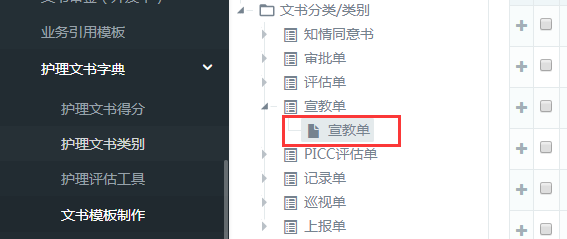 业务引用模板
护理文书字典
护理文书得分
护理文书类别
护理评估工具
文书模板制作
文书分类/类别
知情同意书
审批单
评估单
宣教单
宣教单
PICC评估单
记录单
巡视单
上报单